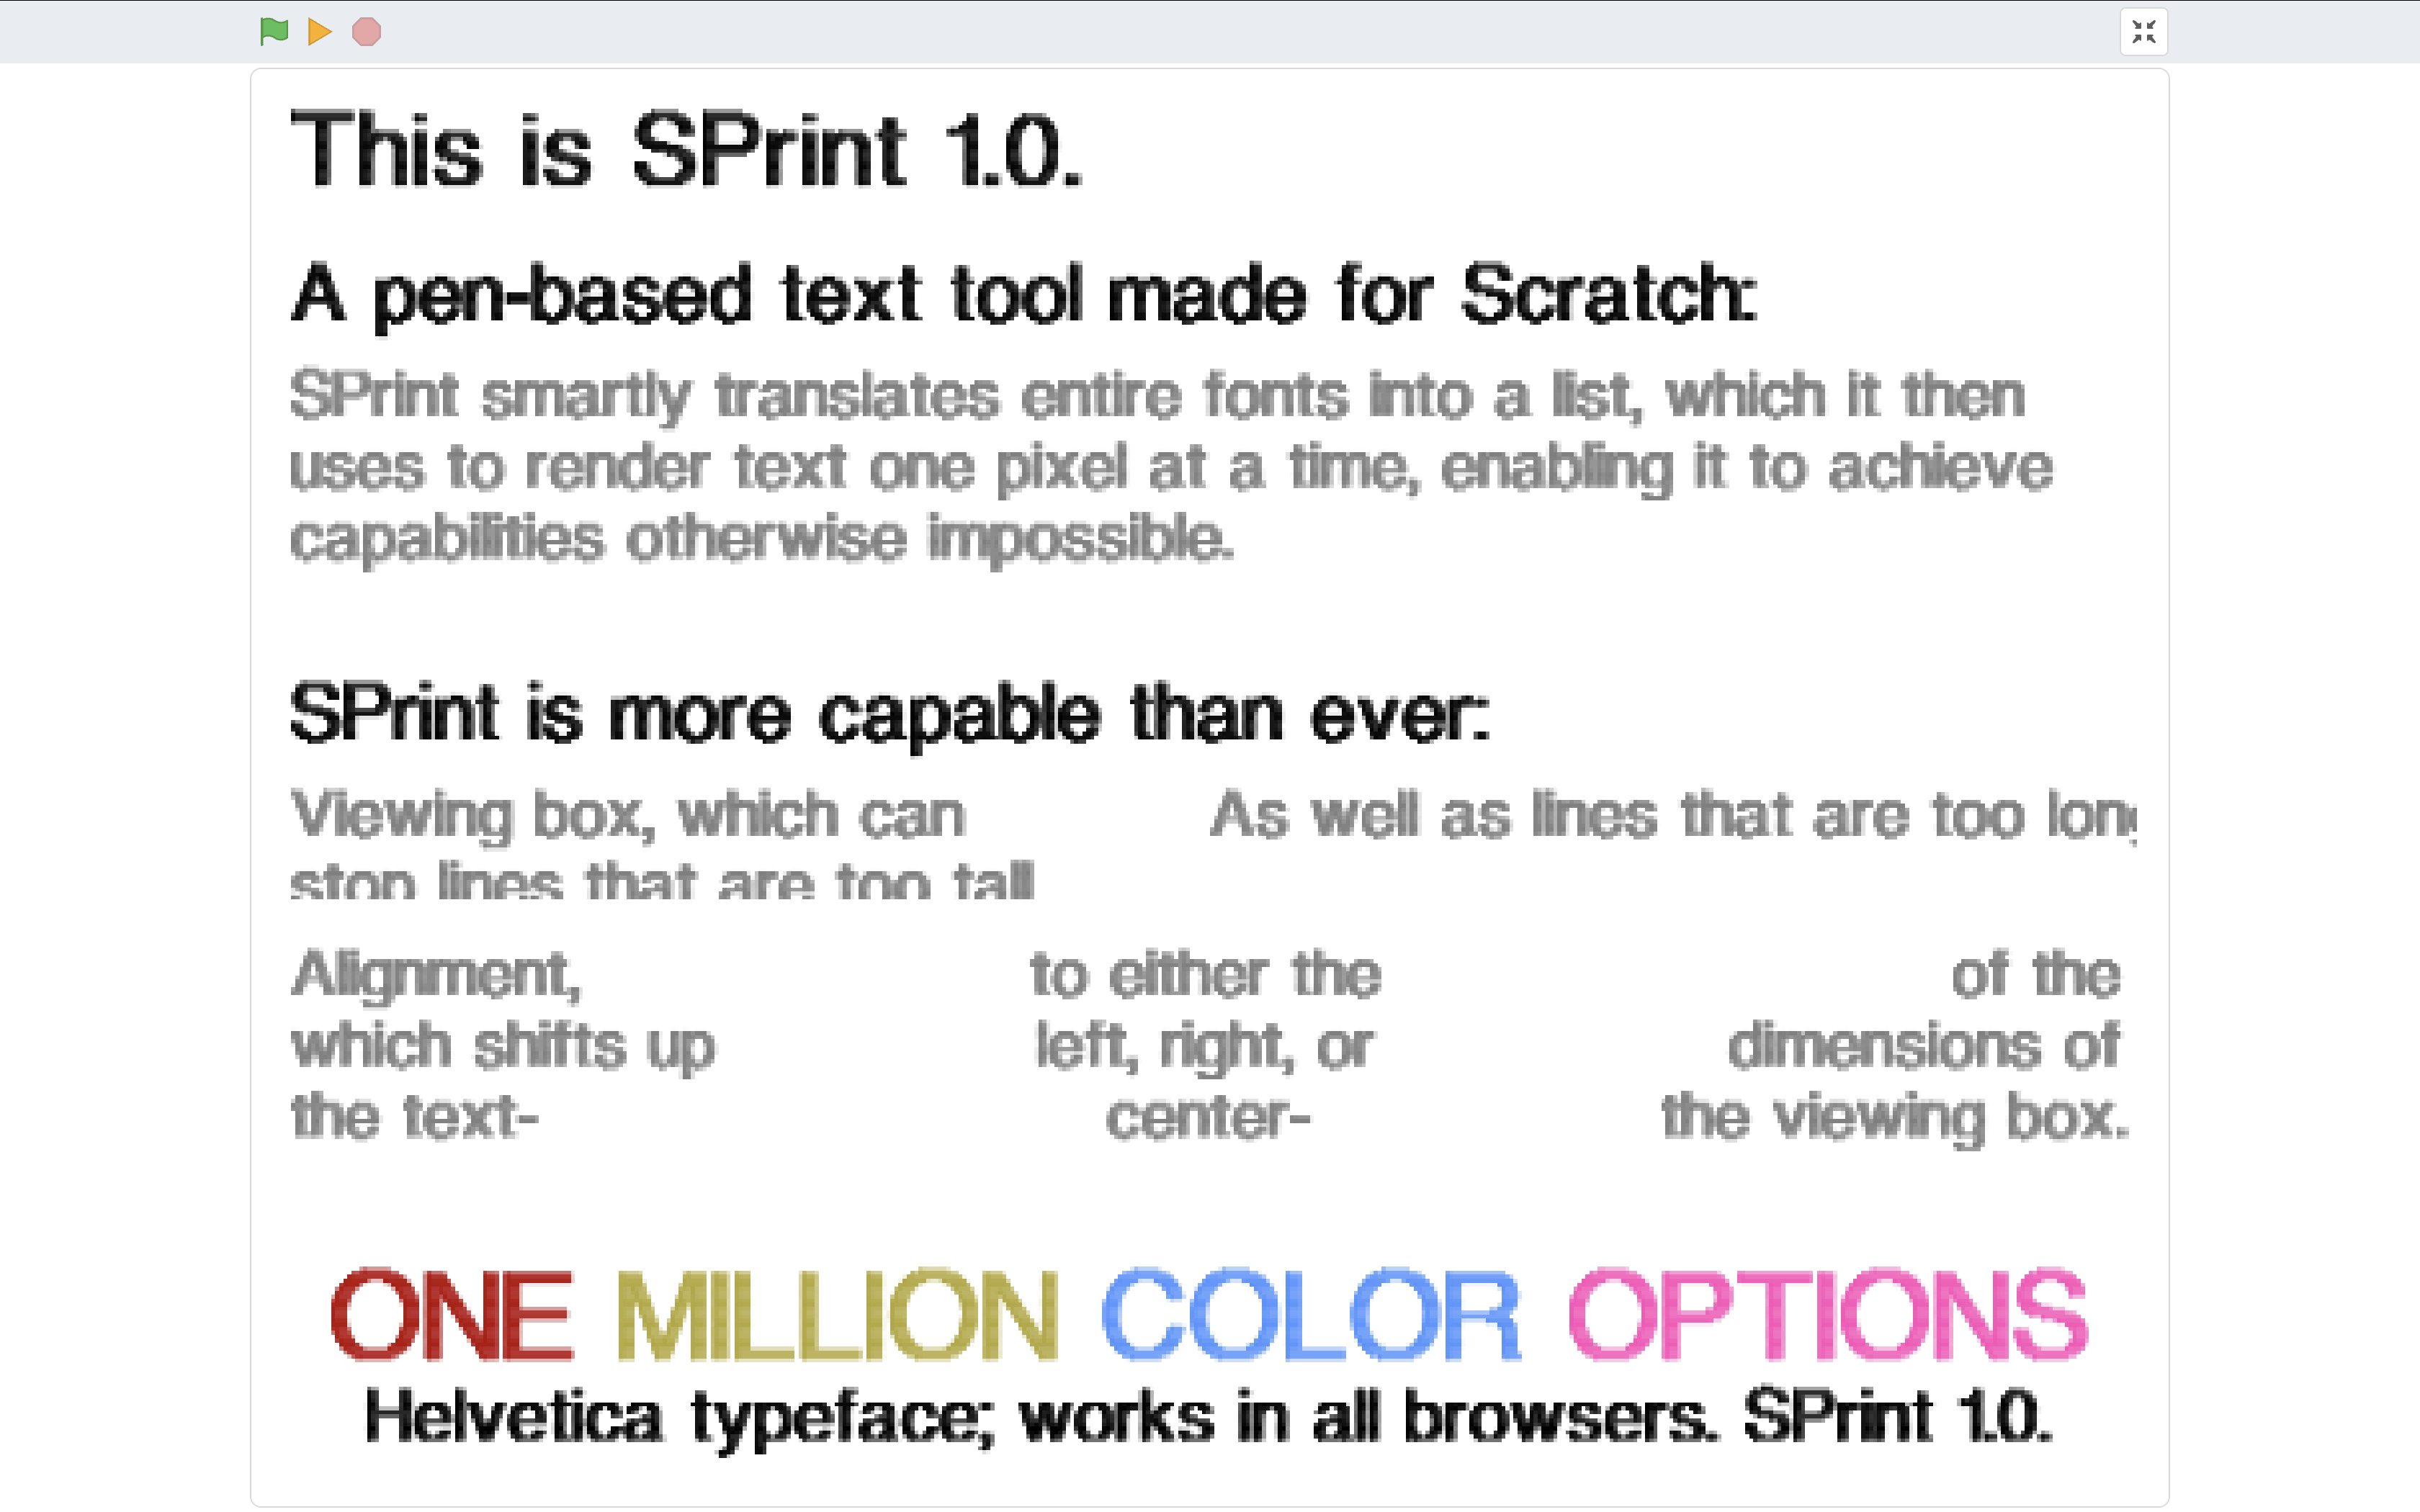 This is SPrint 1.0.
A pen-based text tool made for Scratch:
SPrint smartly translates entire fonts into a list, which it then
uses to render text one pixel at a time, enabling it to achieve
capabilities otherwise impossible.
SPrint is more capable than ever:
Viewing box, which can
stop lines that are too tall
As well as lines that are too long
Alignment,
which shifts up
the text-
to either the
left, right, or
center-
of the
dimensions of
the viewing box.
ONE MILLION COLOR OPTIONS
Helvetica typeface; works in all browsers. SPrint 1.0.